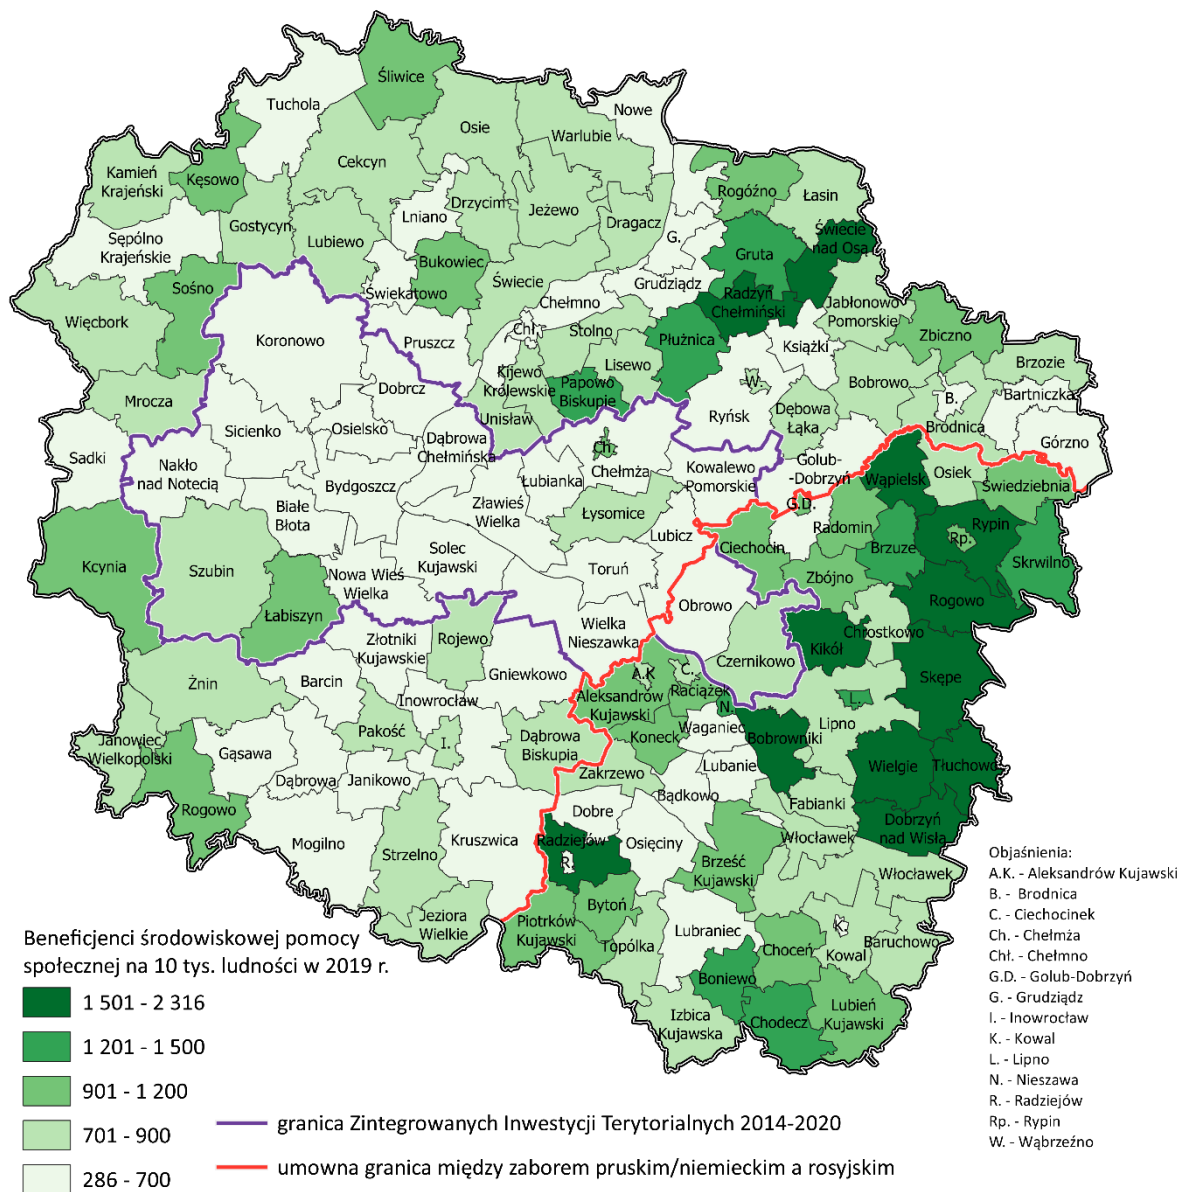 Śliwice
Tuchola
Nowe
Osie
Warlubie
Cekcyn
Kamień
Krajeński
Kęsowo
Rogóźno
Łasin
Drzycim
Jeżewo
Lniano
Dragacz
Gostycyn
Lubiewo
Sępólno
Krajeńskie
G.
Gruta
Świecie
nad Osą
Bukowiec
Świecie
Grudziądz
Sośno
Świekatowo
Radzyń
Chełmiński
Więcbork
Chełmno
Jabłonowo
Pomorskie
Zbiczno
Koronowo
Pruszcz
Chł.
Stolno
Płużnica
Książki
Brzozie
Lisewo
Kijewo
Królewskie
Papowo
Biskupie
W.
Bobrowo
Dobrcz
B.
Bartniczka
Mrocza
Unisław
Ryńsk
Dębowa
Łąka
Brodnica
Sicienko
Osielsko
Dąbrowa
Chełmińska
Ch.
Chełmża
Górzno
Sadki
Nakło
nad Notecią
Golub-
-Dobrzyń
Kowalewo
Pomorskie
Wąpielsk
Osiek
Świedziebnia
Bydgoszcz
Łubianka
Zławieś
Wielka
Białe
Błota
Łysomice
G.D.
Radomin
Rypin
Rp.
Lubicz
Ciechocin
Brzuze
Skrwilno
Kcynia
Szubin
Solec
Kujawski
Toruń
Zbójno
Nowa Wieś
Wielka
Rogowo
Łabiszyn
Obrowo
Wielka
Nieszawka
Chrostkowo
Kikół
Złotniki
Kujawskie
Rojewo
Czernikowo
Skępe
Żnin
Barcin
Gniewkowo
A.K
C.
Raciążek
Inowrocław
Aleksandrów
Kujawski
N.
L.
Pakość
I.
Waganiec
Lipno
Janowiec
Wielkopolski
Gąsawa
Dąbrowa
Biskupia
Koneck
Bobrowniki
Lubanie
Wielgie
Tłuchowo
Dąbrowa
Janikowo
Zakrzewo
Bądkowo
Rogowo
Fabianki
Dobre
Dobrzyń
nad Wisłą
Mogilno
Kruszwica
Radziejów
R.
Osięciny
Włocławek
Strzelno
Brześć
Kujawski
Włocławek
Bytoń
Jeziora
Wielkie
Piotrków
Kujawski
Topólka
Lubraniec
Choceń
Kowal
Baruchowo
Boniewo
Izbica
Kujawska
Chodecz
Lubień
Kujawski
Objaśnienia:
A.K. - Aleksandrów Kujawski
B. - Brodnica
C. - Ciechocinek
Ch. - Chełmża
Chł. - Chełmno
G.D. - Golub-Dobrzyń
G. - Grudziądz
I. - Inowrocław
K. - Kowal
L. - Lipno
N. - Nieszawa
R. - Radziejów
Rp. - Rypin
W. - Wąbrzeźno
Beneficjenci środowiskowej pomocy
społecznej na 10 tys. ludności w 2019 r.
1 501 - 2 316
1 201 - 1 500
901 - 1 200
701 - 900
286 - 700
granica Zintegrowanych Inwestycji Terytorialnych 2014-2020
umowna granica między zaborem pruskim/niemieckim a rosyjskim